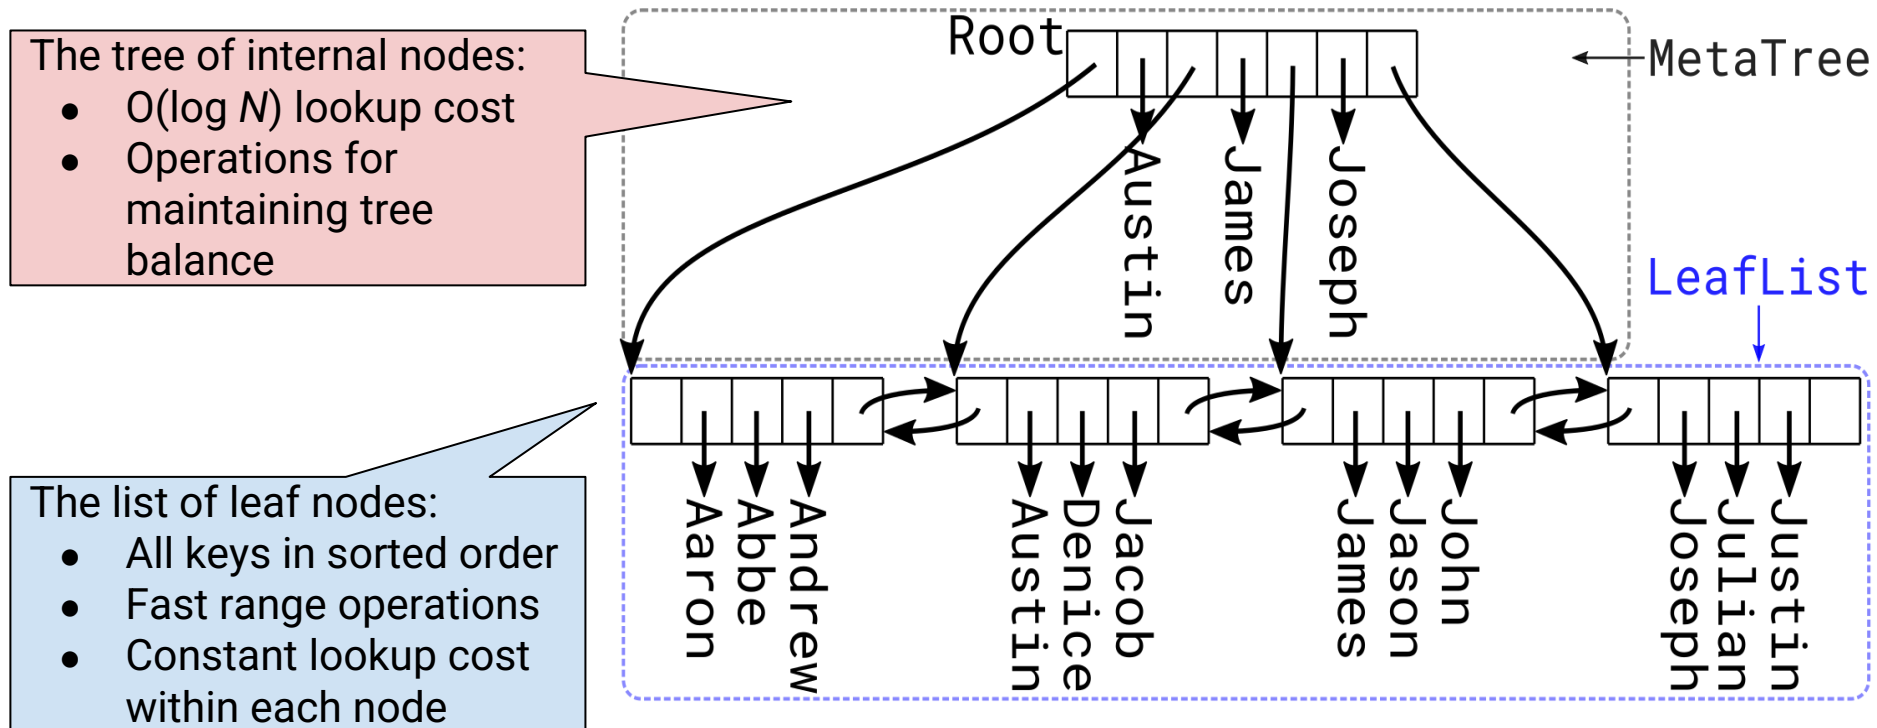 The tree of internal nodes:
● O(log N) lookup cost
● Operations for
maintaining tree
balance
Root
MetaTree
Austin
James
Joseph
LeafList
The list of leaf nodes:
● All keys in sorted order
● Fast range operations
● Constant lookup cost
within each node
Aaron
Abbe
Andrew
Austin
Denice
Jacob
James
Jason
John
Joseph
Julian
Justin